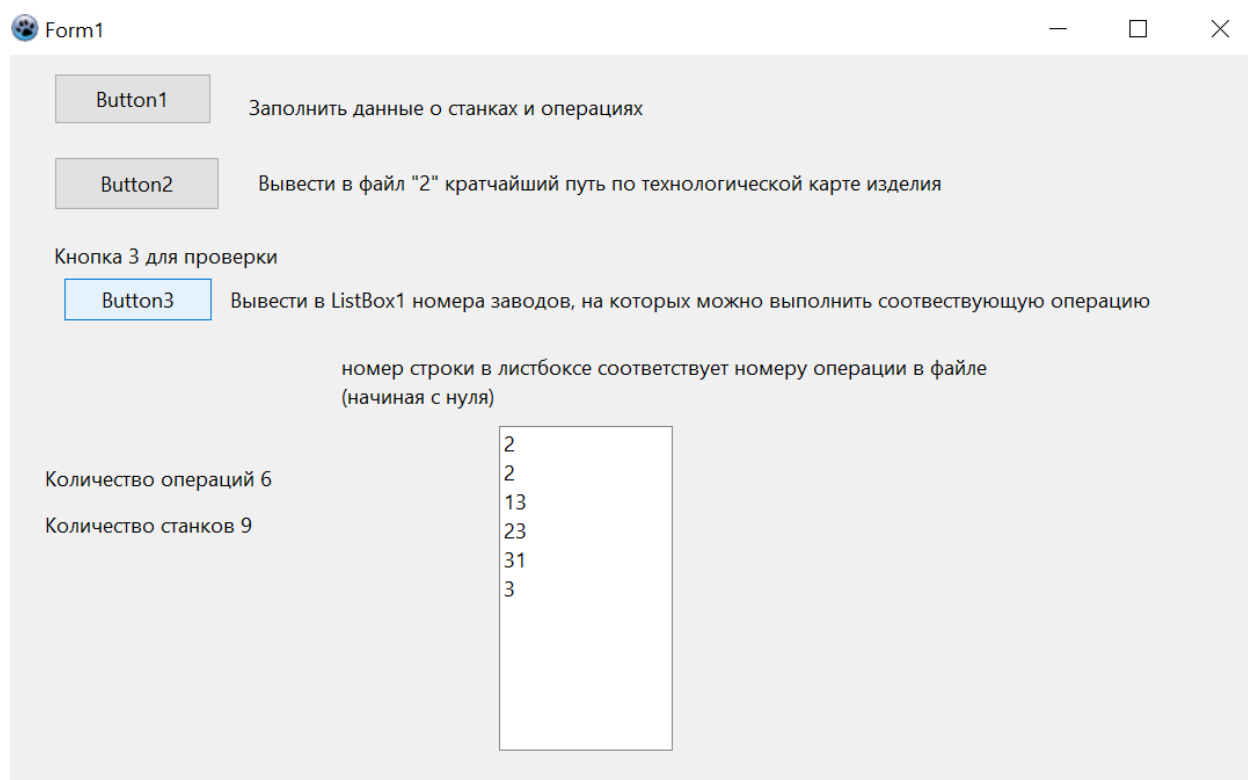 Form1
Button1
Заполнить данные о станках и операциях
Button2
Вывести в файл "2" кратчайший путь по технологической карте изделия
Кнопка 3 для проверки
Button3
Вывести в ListBox1 номера заводов, на которых можно выполнить соотвествующую операцию
номер строки в листбоксе соответствует номеру операции в файле
(начиная с нуля)
2
2
13
23
31
3
Количество операций 6
Количество станков 9